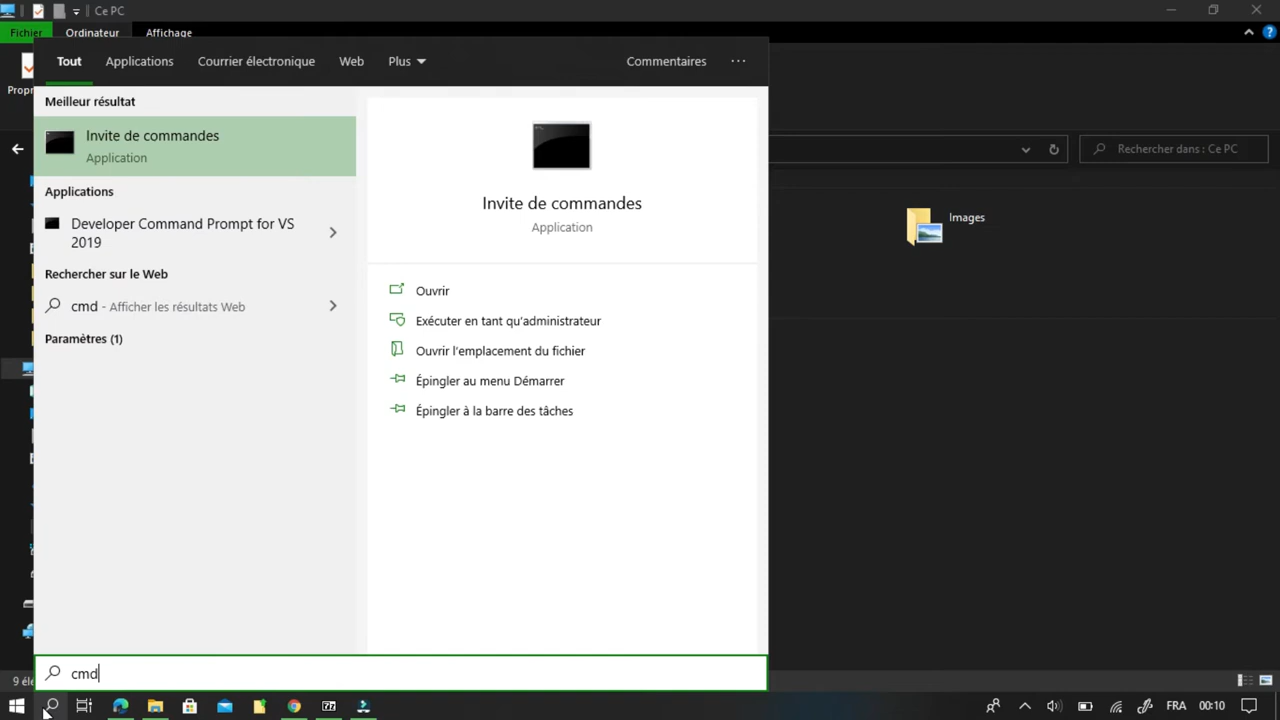 Ce PC
Fichier
Ordinateur
Affichage
Tout
Applications
Courrier électronique
Web
Plus
Commentaires
Meilleur résultat
Invite de commandes
Application
Applications
Developer Command Prompt for VS
2019
Rechercher sur le Web
cmd - Afficher les résultats Web
Paramètres (1)
Invite de commandes
Application
Ouvrir
Exécuter en tant qu'administrateur
Ouvrir l'emplacement du fichier
Épingler au menu Démarrer
Épingler à la barre des tâches
Rechercher dans : Ce PC
Images
cmd
FRA
00:10